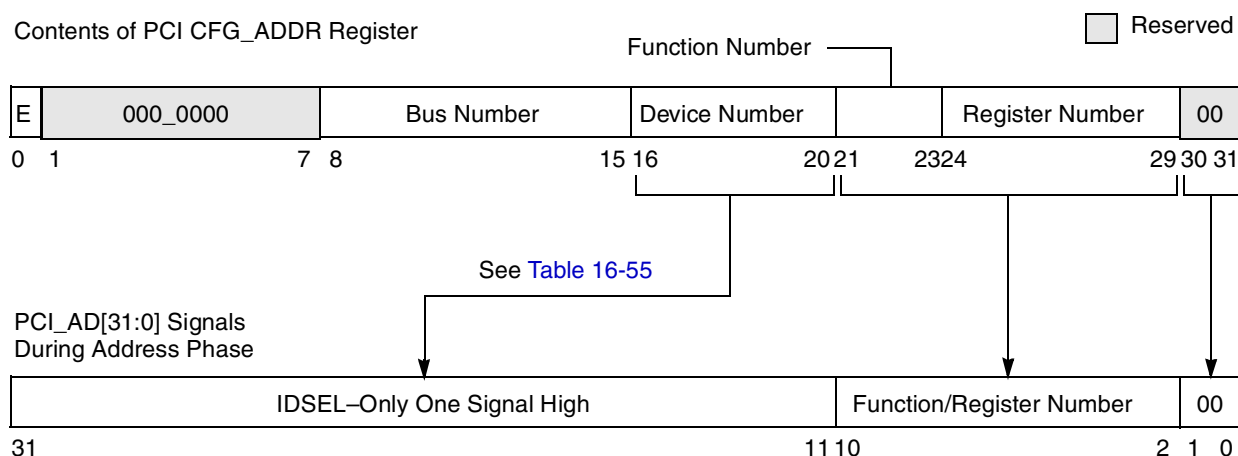 Contents of PCI CFG_ADDR Register
Reserved
Function Number
E 000_0000 Bus Number Device Number Register Number 00
0 1 7 8 15 16 20 21 23 24 29 30 31
See Table 16-55
PCI_AD[31:0] Signals
During Address Phase
IDSEL–Only One Signal High Function/Register Number 00
31 11 10 2 1 0